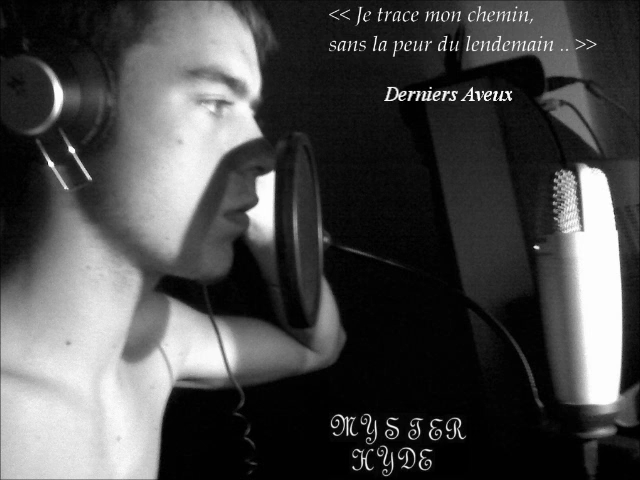 << Je trace mon chemin,
sans la peur du lendemain .. >>
Derniers Aveux
MYSTER
HYDE